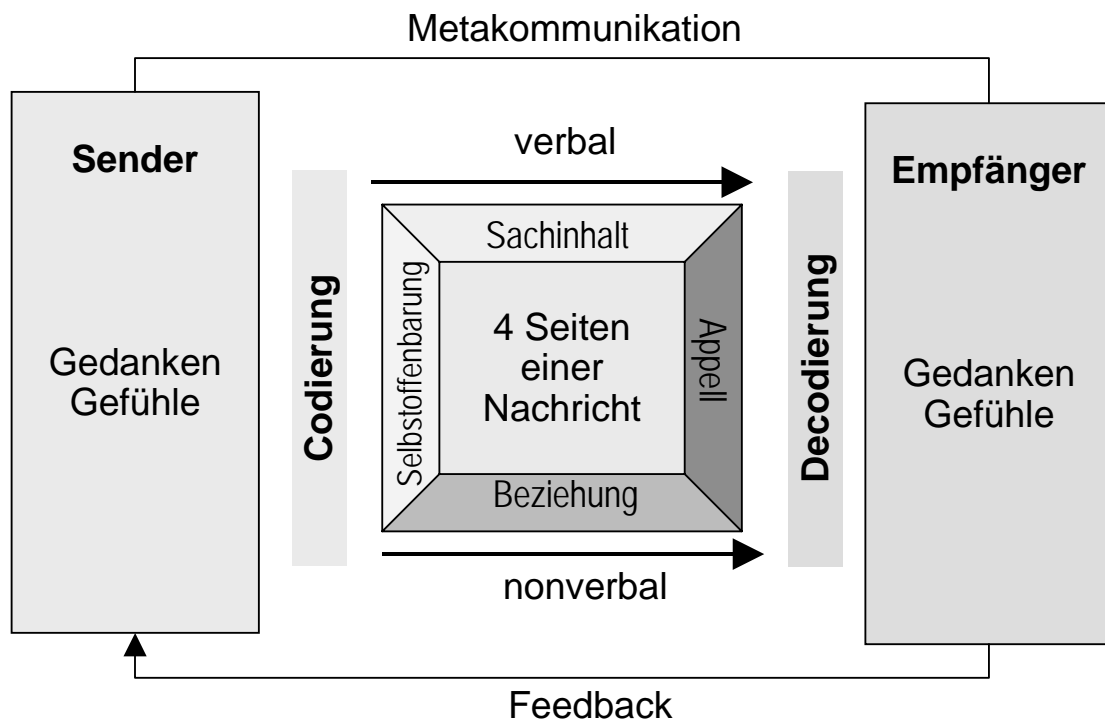 Metakommunikation
Sender
Gedanken
Gefühle
Codierung
verbal
Sachinhalt
Selbstoffenbarung
4 Seiten
einer
Nachricht
Appell
Beziehung
nonverbal
Decodierung
Empfänger
Gedanken
Gefühle
Feedback